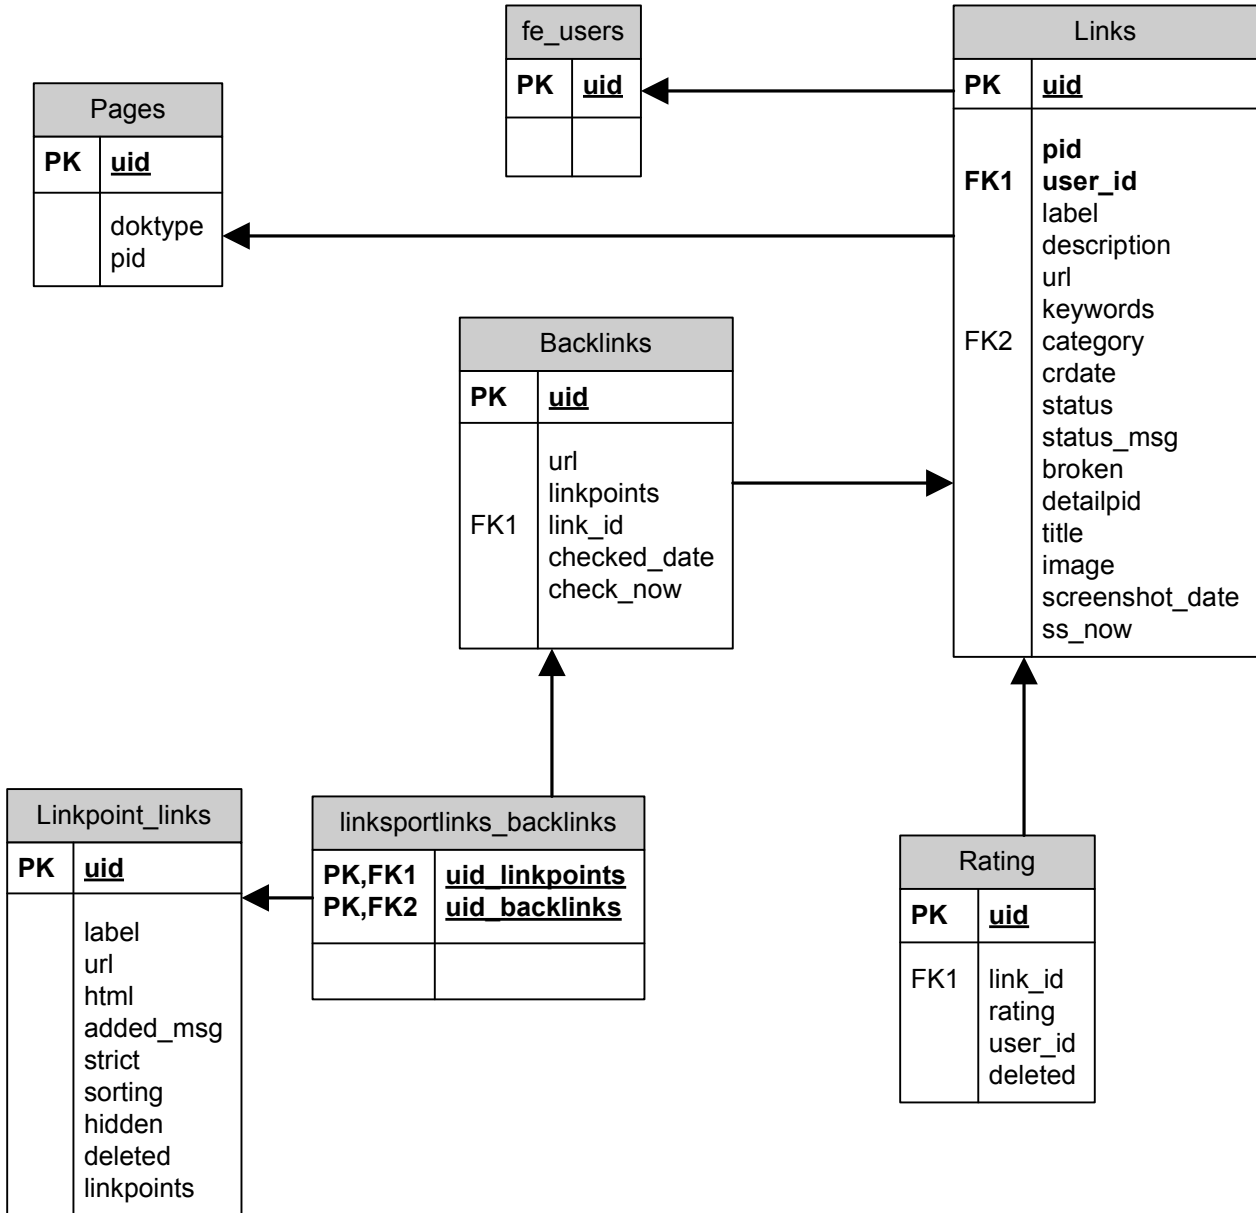 fe_users
PK uid
Links
PK uid
pid
FK1 user_id
label
description
url
keywords
FK2 category
crdate
status
status_msg
broken
detailpid
title
image
screenshot_date
ss_now
Pages
PK uid
doktype
pid
Backlinks
PK uid
url
linkpoints
FK1 link_id
checked_date
check_now
Linkpoint_links
PK uid
label
url
html
added_msg
strict
sorting
hidden
deleted
linkpoints
linksportlinks_backlinks
PK,FK1 uid_linkpoints
PK,FK2 uid_backlinks
Rating
PK uid
FK1 link_id
rating
user_id
deleted